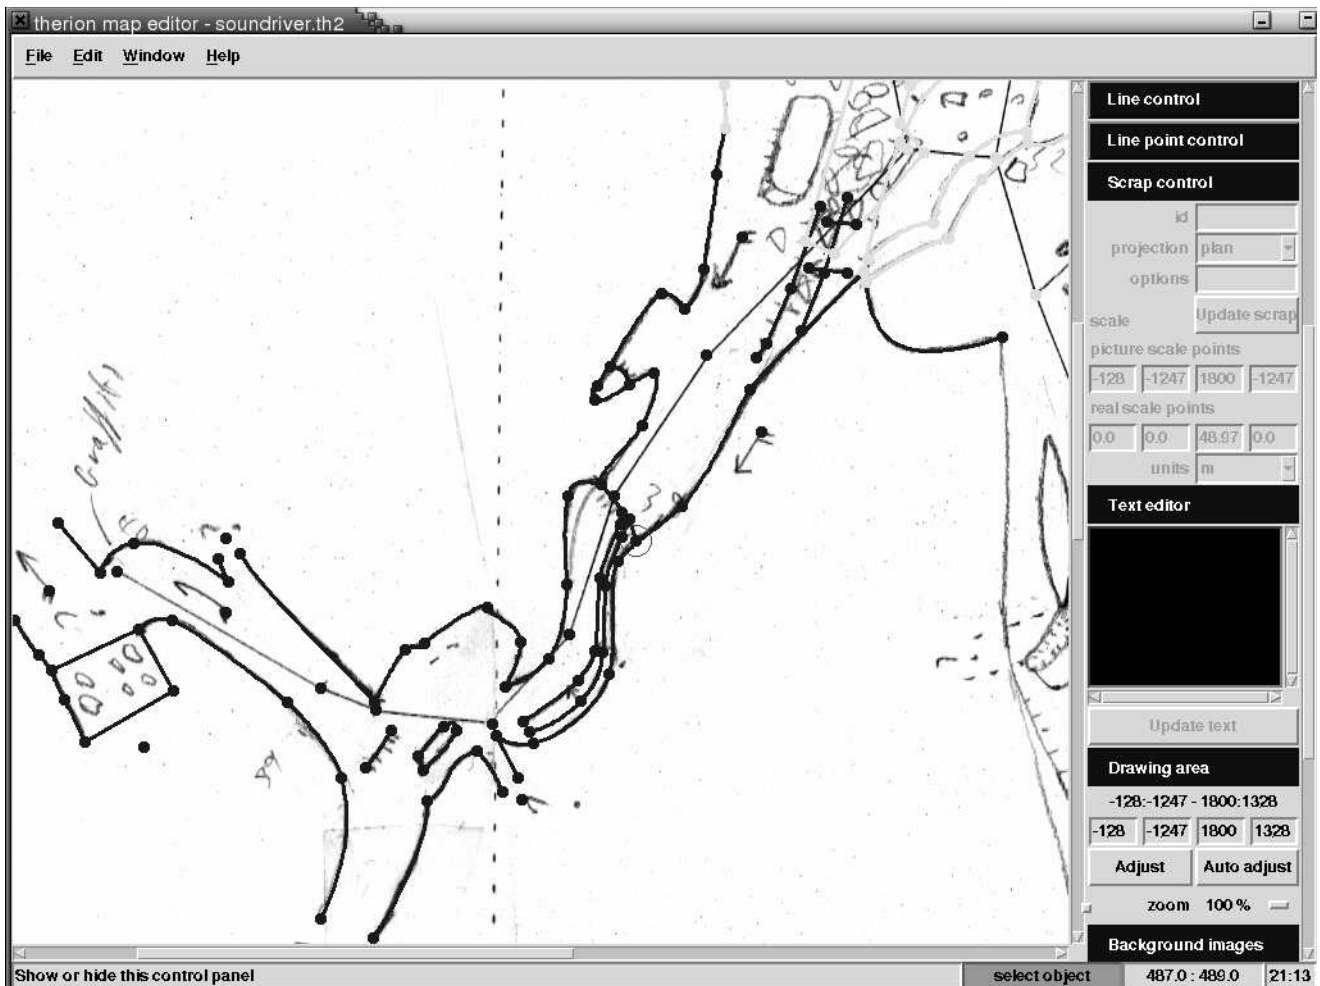 therion map editor - soundriver.th2
File Edit Window Help
Line control
Line point control
Scrap control
id
projection plan
options
scale Update scrap
picture scale points
-128 -1247 1800 -1247
real scale points
0.0 0.0 48.97 0.0
units m
Text editor
Update text
Drawing area
-128:-1247 - 1800:1328
-128 -1247 1800 1328
Adjust Auto adjust
zoom 100 %
Background images
Graffiti
Show or hide this control panel select object 487.0 : 489.0 21:13